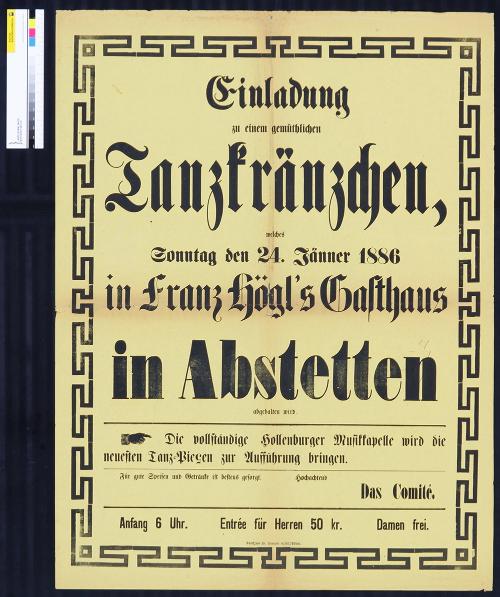 Einladung
zu einem gemüthlichen
Tanzkränzchen,
welches
Sonntag den 24. Jänner 1886
in Franz Högl's Gasthaus
in Abstetten
abgehalten wird.
Die vollständige Hollenburger Musikkapelle wird die
neuesten Tanz-Piecen zur Aufführung bringen.
Für gute Speisen und Getränke ist bestens gesorgt. Hochachtend
Das Comité.
Anfang 6 Uhr. Entrée für Herren 50 kr. Damen frei.